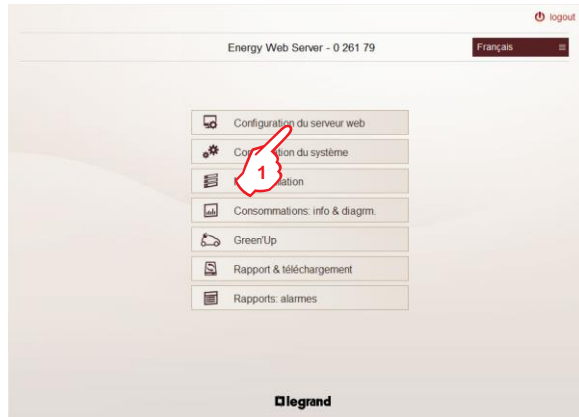 logout
Energy Web Server - 0 261 79
Français
Configuration du serveur web
1
Consommations: info & diagrm.
Green'Up
Rapport & téléchargement
Rapports: alarmes
legrand